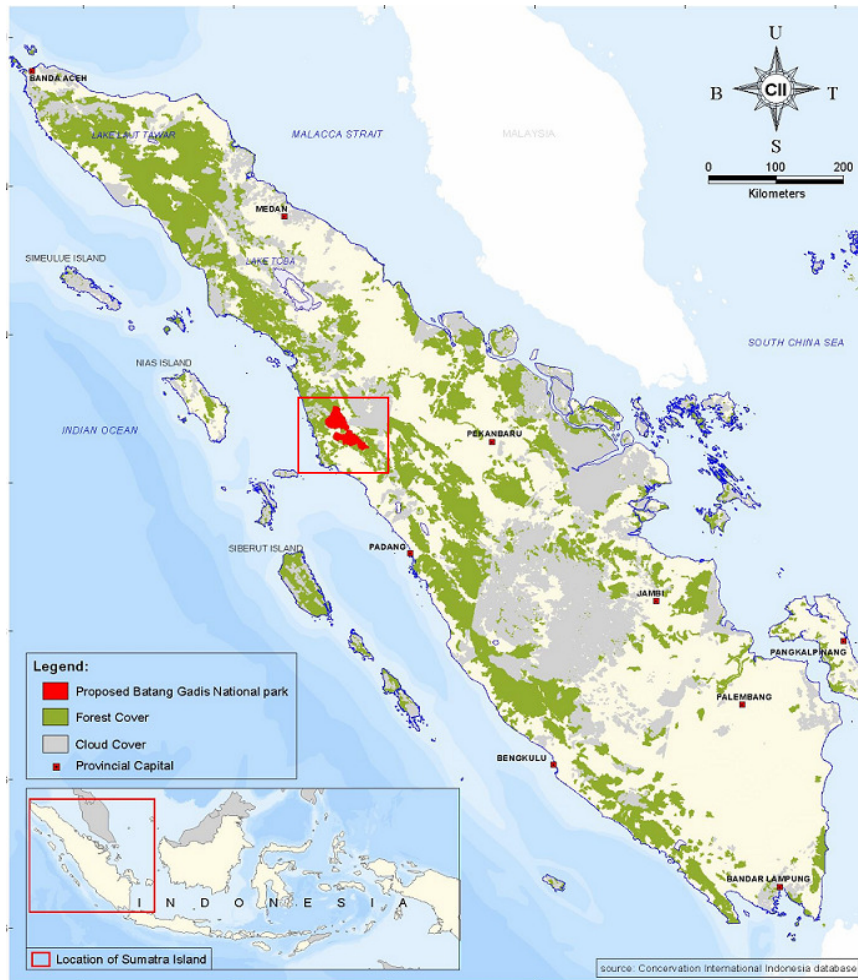 U
B
CII
T
S
0 100 200
Kilometers
BANDA ACEH
LAKE LAUT TAWAR
MALACCA STRAIT
MALAYSIA
MEDAN
SIMEULUE ISLAND
LAKE TOBA
SOUTH CHINA SEA
NIAS ISLAND
INDIAN OCEAN
PEKANBARU
PADANG
SIBERUT ISLAND
JAMBI
PANGKALPINANG
PALEMBANG
BENGKULU
BANDAR LAMPUNG
Legend:
Proposed Batang Gadis National park
Forest Cover
Cloud Cover
Provincial Capital
I N D O N E S I A
Location of Sumatra Island
source: Concervation International Indonesia database